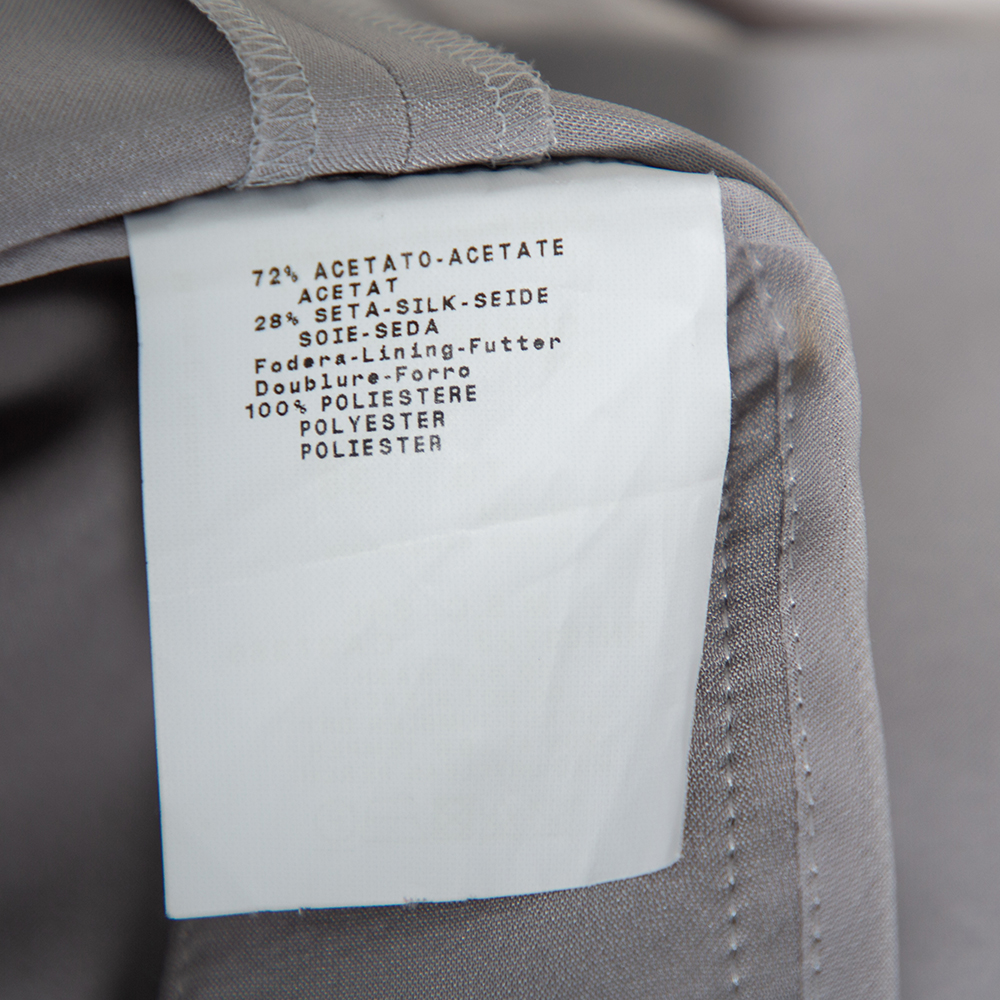 72% ACETATO-ACETATE
ACETAT
28% SETA-SILK-SEIDE
SOIE-SEDA
Fodera-Lining-Futter
Doublure-Forro
100% POLIESTERE
POLYESTER
POLIESTER